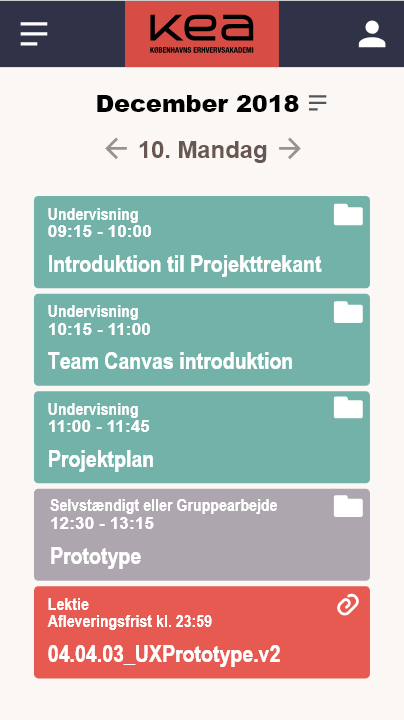 kea
KØBENHAVNS ERHVERVSAKADEMI
December 2018
10. Mandag
Undervisning
09:15 - 10:00
Introduktion til Projekttrekant
Undervisning
10:15 - 11:00
Team Canvas introduktion
Undervisning
11:00 - 11:45
Projektplan
Selvstændigt eller Gruppearbejde
12:30 - 13:15
Prototype
Lektie
Afleveringsfrist kl. 23:59
04.04.03_UXPrototype.v2